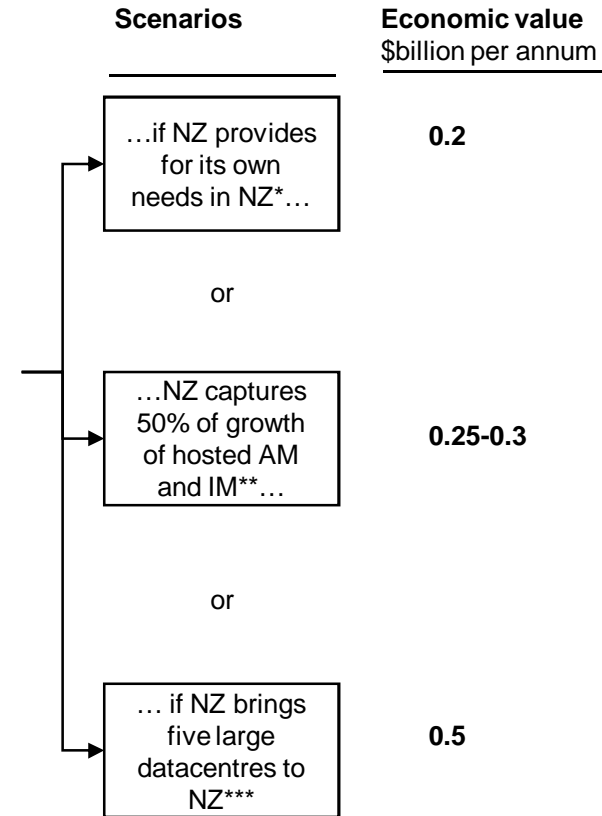 Scenarios
Economic value
$billion per annum
…if NZ provides
for its own
needs in NZ*…
0.2
or
…NZ captures
50% of growth
of hosted AM
and IM**…
0.25-0.3
or
… if NZ brings
five large
datacentres to
NZ***
0.5